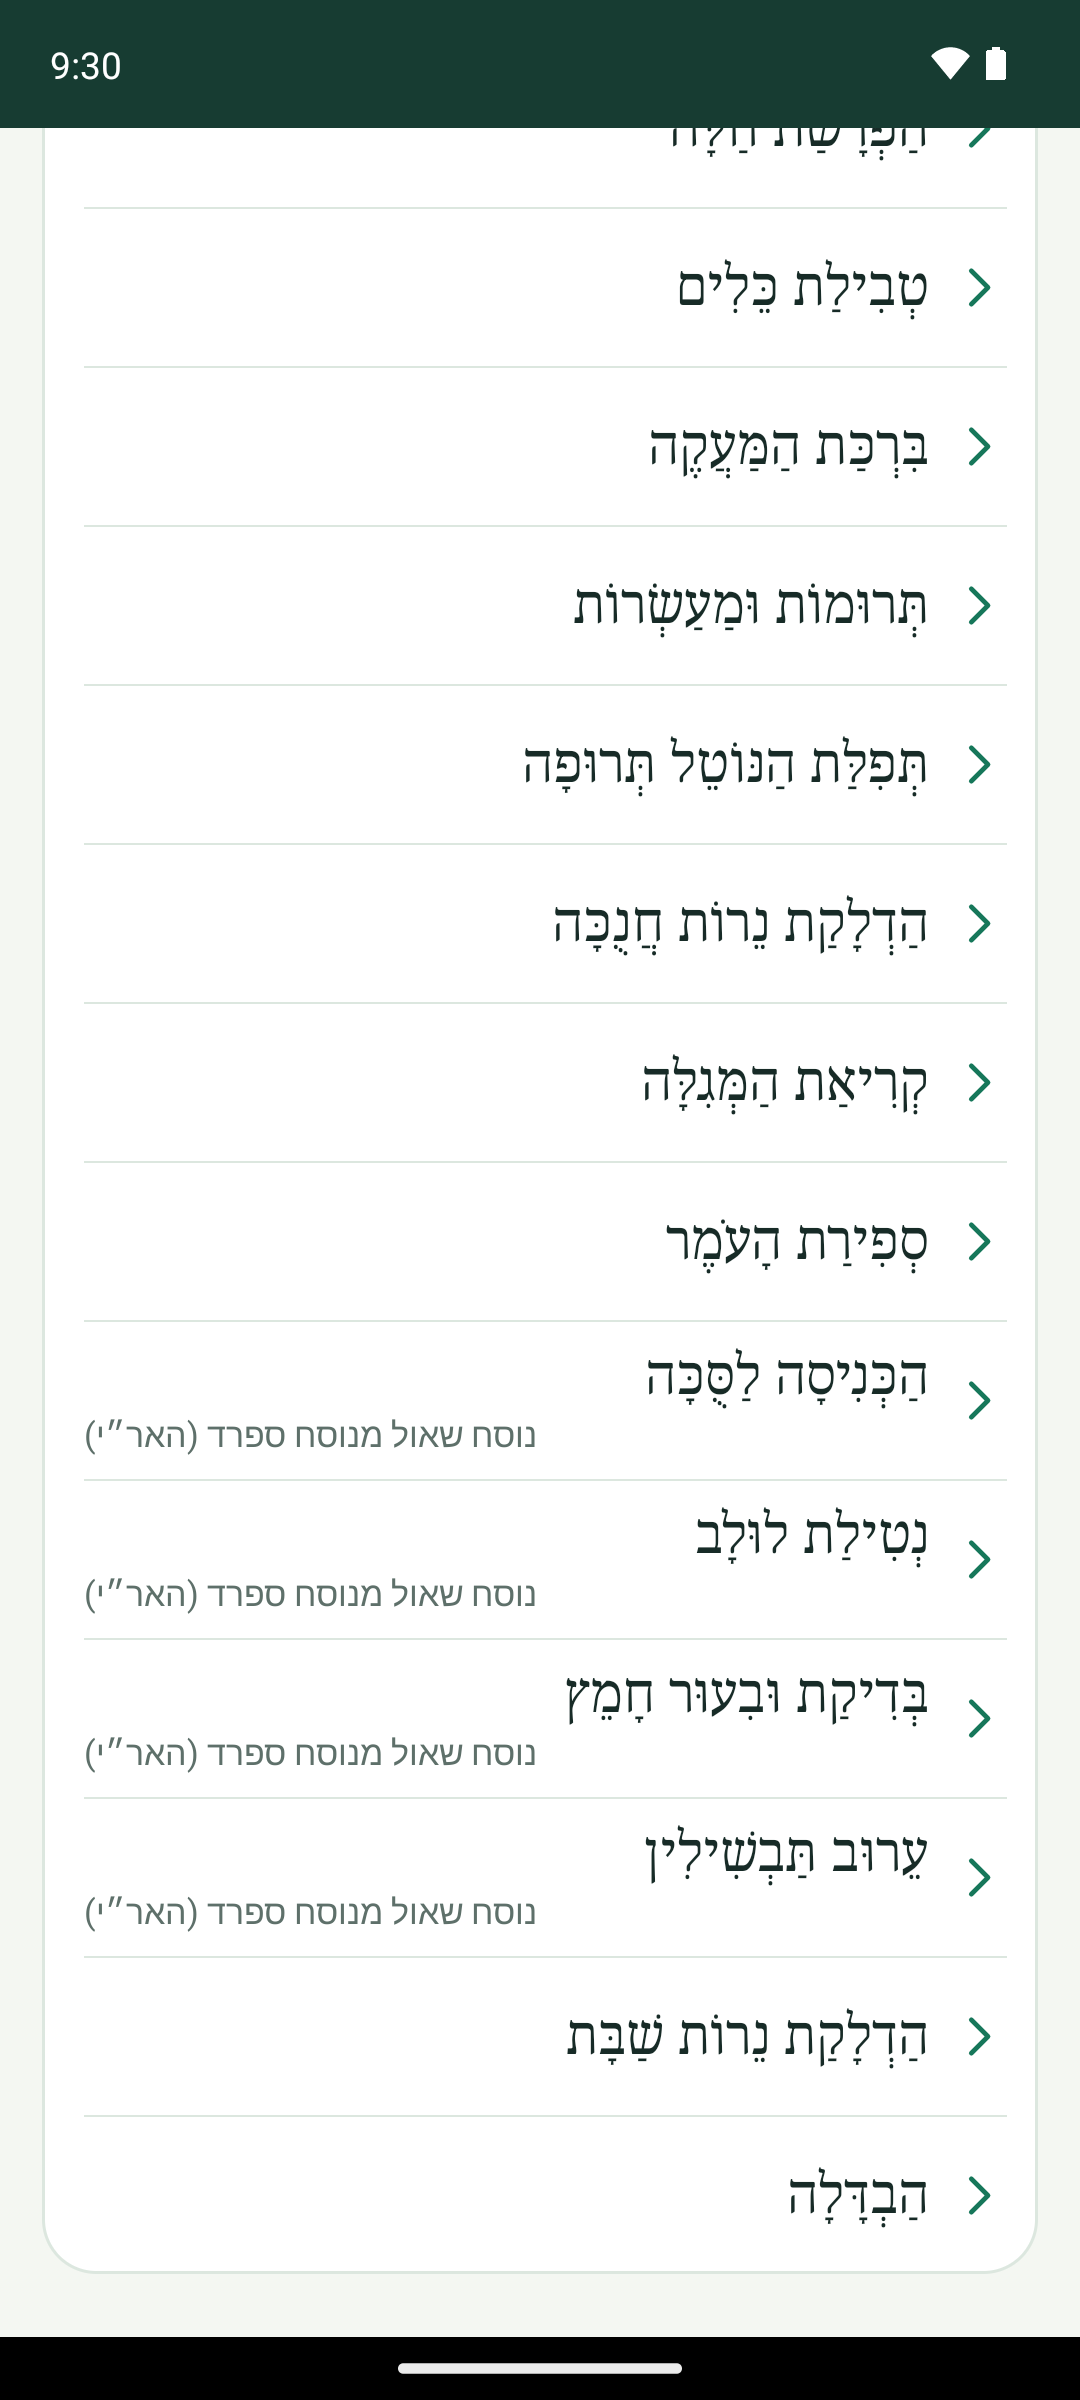 9:30
הַפְרָשַׁת חַלָּה
טְבִילַת כֵּלִים
בִּרְכַּת הַמַּעֲקֶה
תְּרוּמוֹת וּמַעַשְׂרוֹת
תְּפִלַּת הַנּוֹטֵל תְּרוּפָה
הַדְלָקַת נֵרוֹת חֲנֻכָּה
קְרִיאַת הַמְּגִלָּה
סְפִירַת הָעֹמֶר
הַכְּנִיסָה לַסֻּכָּה
נוסח שאול מנוסח ספרד (האר״י)
נְטִילַת לוּלָב
נוסח שאול מנוסח ספרד (האר״י)
בְּדִיקַת וּבִעוּר חָמֵץ
נוסח שאול מנוסח ספרד (האר״י)
עֵרוּב תַּבְשִׁילִין
נוסח שאול מנוסח ספרד (האר״י)
הַדְלָקַת נֵרוֹת שַׁבָּת
הַבְדָּלָה